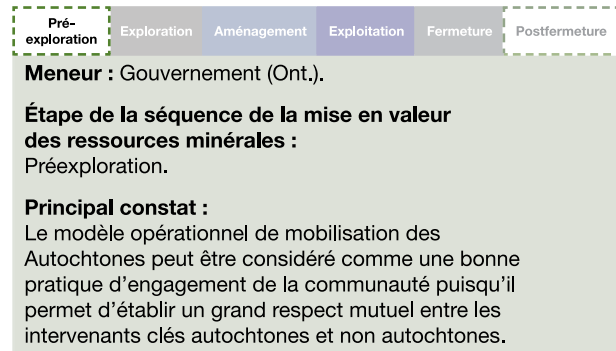 Pré-
exploration Exploration Aménagement Exploitation Fermeture Postfermeture
Meneur : Gouvernement (Ont.).
Étape de la séquence de la mise en valeur
des ressources minérales :
Préexploration.
Principal constat :
Le modèle opérationnel de mobilisation des
Autochtones peut être considéré comme une bonne
pratique d'engagement de la communauté puisqu'il
permet d'établir un grand respect mutuel entre les
intervenants clés autochtones et non autochtones.